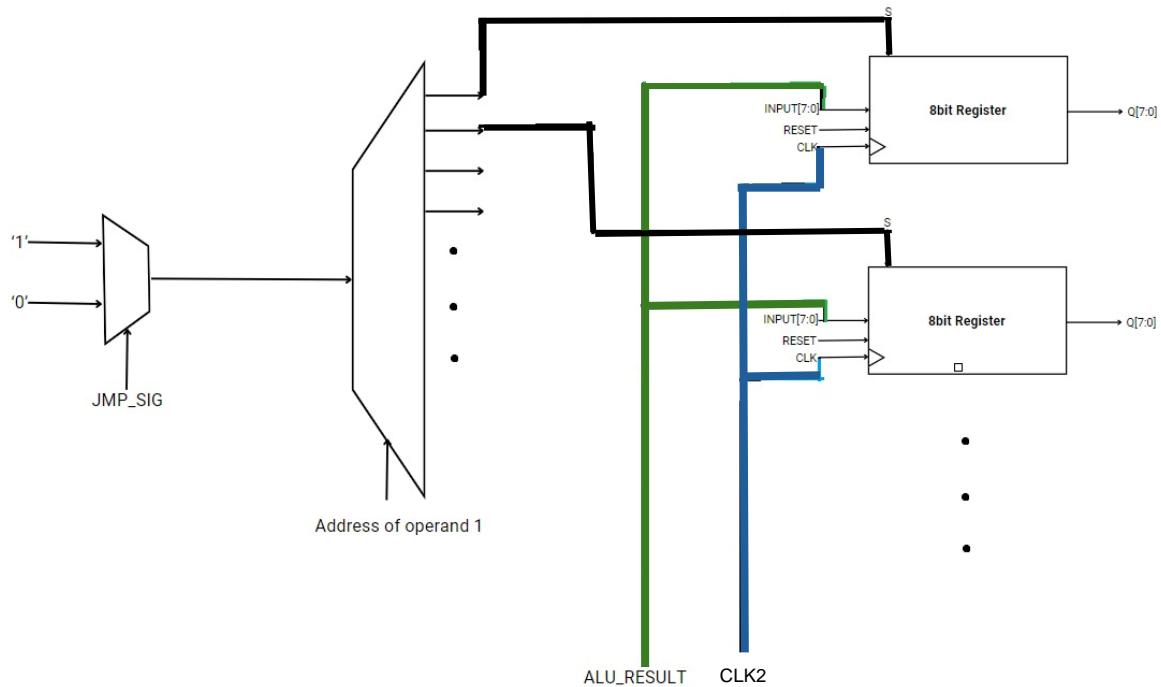 S
INPUT[7:0]
8bit Register
Q[7:0]
RESET
CLK
S
'1'
'0'
INPUT[7:0]
8bit Register
Q[7:0]
RESET
CLK
JMP_SIG
Address of operand 1
ALU_RESULT
CLK2